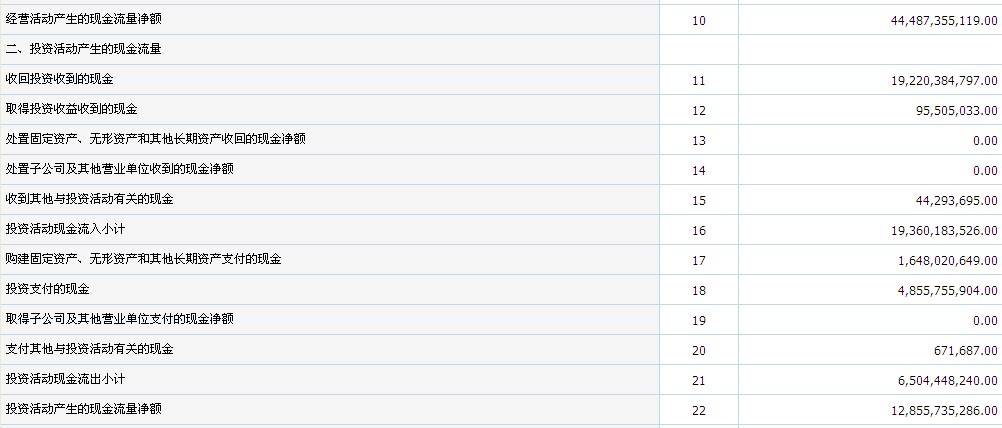 经营活动产生的现金流量净额 10 44,487,355,119.00
二、投资活动产生的现金流量
收回投资收到的现金 11 19,220,384,797.00
取得投资收益收到的现金 12 95,505,033.00
处置固定资产、无形资产和其他长期资产收回的现金净额 13 0.00
处置子公司及其他营业单位收到的现金净额 14 0.00
收到其他与投资活动有关的现金 15 44,293,695.00
投资活动现金流入小计 16 19,360,183,526.00
购建固定资产、无形资产和其他长期资产支付的现金 17 1,648,020,649.00
投资支付的现金 18 4,855,755,904.00
取得子公司及其他营业单位支付的现金净额 19 0.00
支付其他与投资活动有关的现金 20 671,687.00
投资活动现金流出小计 21 6,504,448,240.00
投资活动产生的现金流量净额 22 12,855,735,286.00